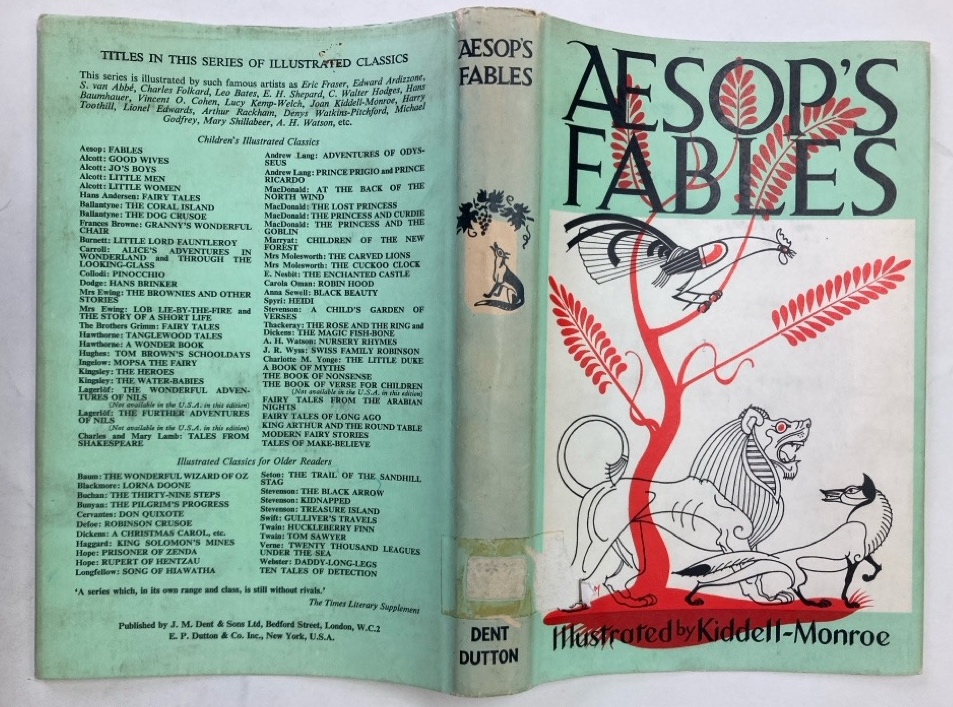 TITLES IN THIS SERIES OF ILLUSTRATED CLASSICS
This series is illustrated by such famous artists as Eric Fraser, Edward Ardizzone,
S. van Abbé, Charles Folkard, Leo Bates, E. H. Shepard, C. Walter Hodges, Hans
Baumhauer, Vincent O. Cohen, Lucy Kemp-Welch, Joan Kiddell-Monroe, Harry
Toothill, Lionel Edwards, Arthur Rackham, Denys Watkins-Pitchford, Michael
Godfrey, Mary Shillabeer, A. H. Watson, etc.
Children's Illustrated Classics
Aesop: FABLES
Alcott: GOOD WIVES
Alcott: JO'S BOYS
Alcott: LITTLE MEN
Alcott: LITTLE WOMEN
Hans Andersen: FAIRY TALES
Ballantyne: THE CORAL ISLAND
Ballantyne: THE DOG CRUSOE
Frances Browne: GRANNY'S WONDERFUL
CHAIR
Burnett: LITTLE LORD FAUNTLEROY
Carroll: ALICE'S ADVENTURES IN
WONDERLAND and THROUGH THE
LOOKING-GLASS
Collodi: PINOCCHIO
Dodge: HANS BRINKER
Mrs Ewing: THE BROWNIES AND OTHER
STORIES
Mrs Ewing: LOB LIE-BY-THE-FIRE and
THE STORY OF A SHORT LIFE
The Brothers Grimm: FAIRY TALES
Hawthorne: TANGLEWOOD TALES
Hawthorne: A WONDER BOOK
Hughes: TOM BROWN'S SCHOOLDAYS
Ingelow: MOPSA THE FAIRY
Kingsley: THE HEROES
Kingsley: THE WATER-BABIES
Lagerlöf: THE WONDERFUL ADVEN-
TURES OF NILS
(Not available in the U.S.A. in this edition)
Lagerlöf: THE FURTHER ADVENTURES
OF NILS
(Not available in the U.S.A. in this edition)
Charles and Mary Lamb: TALES FROM
SHAKESPEARE
Andrew Lang: ADVENTURES OF ODYS-
SEUS
Andrew Lang: PRINCE PRIGIO and PRINCE
RICARDO
MacDonald: AT THE BACK OF THE
NORTH WIND
MacDonald: THE LOST PRINCESS
MacDonald: THE PRINCESS AND CURDIE
MacDonald: THE PRINCESS AND THE
GOBLIN
Marryat: CHILDREN OF THE NEW
FOREST
Mrs Molesworth: THE CARVED LIONS
Mrs Molesworth: THE CUCKOO CLOCK
E. Nesbit: THE ENCHANTED CASTLE
Carola Oman: ROBIN HOOD
Anna Sewell: BLACK BEAUTY
Spyri: HEIDI
Stevenson: A CHILD'S GARDEN OF
VERSES
Thackeray: THE ROSE AND THE RING and
Dickens: THE MAGIC FISH-BONE
A. H. Watson: NURSERY RHYMES
J. R. Wyss: SWISS FAMILY ROBINSON
Charlotte M. Yonge: THE LITTLE DUKE
A BOOK OF MYTHS
THE BOOK OF NONSENSE
THE BOOK OF VERSE FOR CHILDREN
(Not available in the U.S.A. in this edition)
FAIRY TALES FROM THE ARABIAN
NIGHTS
FAIRY TALES OF LONG AGO
KING ARTHUR AND THE ROUND TABLE
MODERN FAIRY STORIES
TALES OF MAKE-BELIEVE
Illustrated Classics for Older Readers
Baum: THE WONDERFUL WIZARD OF OZ
Blackmore: LORNA DOONE
Buchan: THE THIRTY-NINE STEPS
Bunyan: THE PILGRIM'S PROGRESS
Cervantes: DON QUIXOTE
Defoe: ROBINSON CRUSOE
Dickens: A CHRISTMAS CAROL, etc.
Haggard: KING SOLOMON'S MINES
Hope: PRISONER OF ZENDA
Hope: RUPERT OF HENTZAU
Longfellow: SONG OF HIAWATHA
Seton: THE TRAIL OF THE SANDHILL
STAG
Stevenson: THE BLACK ARROW
Stevenson: KIDNAPPED
Stevenson: TREASURE ISLAND
Swift: GULLIVER'S TRAVELS
Twain: HUCKLEBERRY FINN
Twain: TOM SAWYER
Verne: TWENTY THOUSAND LEAGUES
UNDER THE SEA
Webster: DADDY-LONG-LEGS
TEN TALES OF DETECTION
'A series which, in its own range and class, is still without rivals.'
The Times Literary Supplement
Published by J. M. Dent & Sons Ltd, Bedford Street, London, W.C.2
E. P. Dutton & Co. Inc., New York, U.S.A.
AESOP'S
FABLES
DENT
DUTTON
AESOP'S
FABLES
Illustrated by Kiddell-Monroe